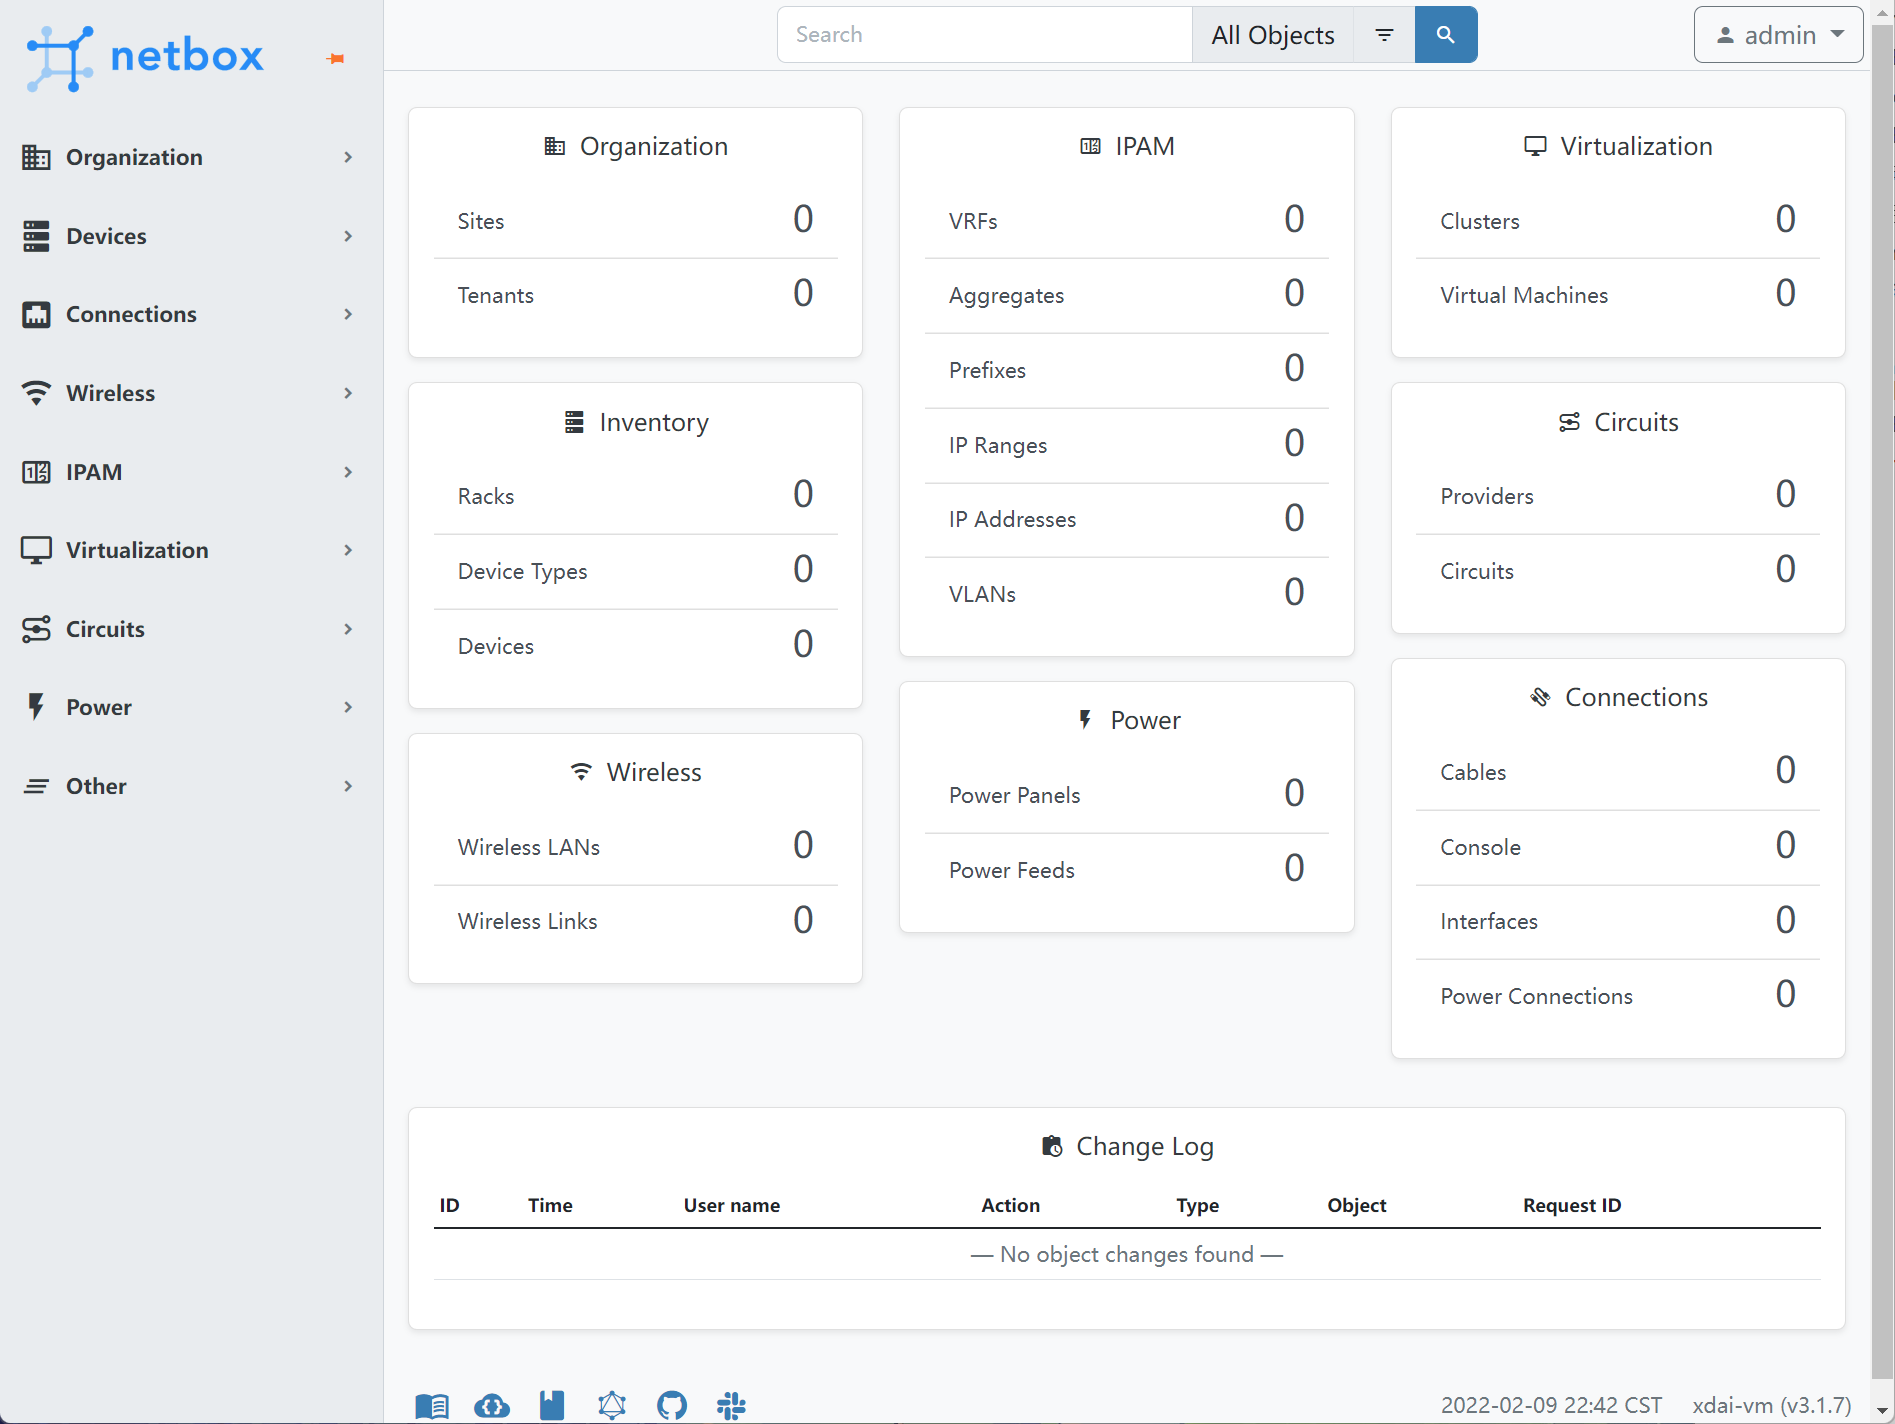 netbox
Search
All Objects
admin
Organization
Devices
Connections
Wireless
IPAM
Virtualization
Circuits
Power
Other
Organization
Sites 0
Tenants 0
Inventory
Racks 0
Device Types 0
Devices 0
Wireless
Wireless LANs 0
Wireless Links 0
IPAM
VRFs 0
Aggregates 0
Prefixes 0
IP Ranges 0
IP Addresses 0
VLANs 0
Power
Power Panels 0
Power Feeds 0
Virtualization
Clusters 0
Virtual Machines 0
Circuits
Providers 0
Circuits 0
Connections
Cables 0
Console 0
Interfaces 0
Power Connections 0
Change Log
ID Time User name Action Type Object Request ID
— No object changes found —
2022-02-09 22:42 CST xdai-vm (v3.1.7)